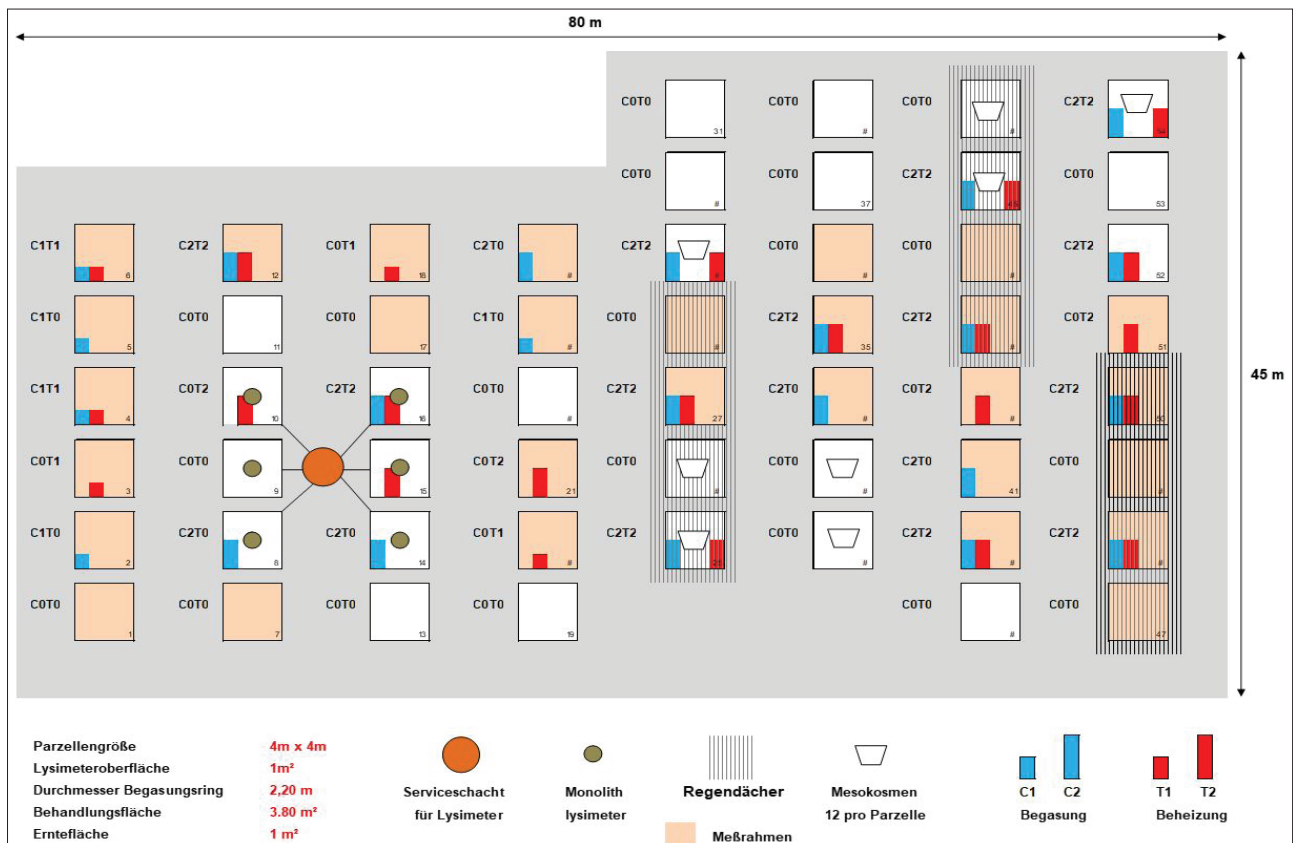 80 m
C0T0 31 C0T0 # C0T0 # C2T2 54
C0T0 # C0T0 37 C2T2 45 C0T0 53
C1T1 6 C2T2 12 C0T1 18 C2T0 # C2T2 # C0T0 # C0T0 # C2T2 52
C1T0 5 C0T0 11 C0T0 17 C1T0 # C0T0 # C2T2 35 C2T2 # C0T2 51
C1T1 4 C0T2 10 C2T2 16 C0T0 # C2T2 27 C2T0 # C0T2 # C2T2 50
45 m
C0T1 3 C0T0 9 15 C0T2 21 C0T0 # C0T0 # C2T0 41 C0T0 #
C1T0 2 C2T0 8 C2T0 14 C0T1 # C2T2 25 C0T0 # C2T2 # C2T2 #
C0T0 1 C0T0 7 C0T0 13 19 C0T0 # C0T0 47
Parzellengröße 4m x 4m
Lysimeteroberfläche 1m²
Durchmesser Begasungsring 2,20 m
Behandlungsfläche 3.80 m²
Erntefläche 1 m²
Serviceschacht
für Lysimeter
Monolith
lysimeter
Regendächer
Meßrahmen
Mesokosmen
12 pro Parzelle
C1 C2
Begasung
T1 T2
Beheizung